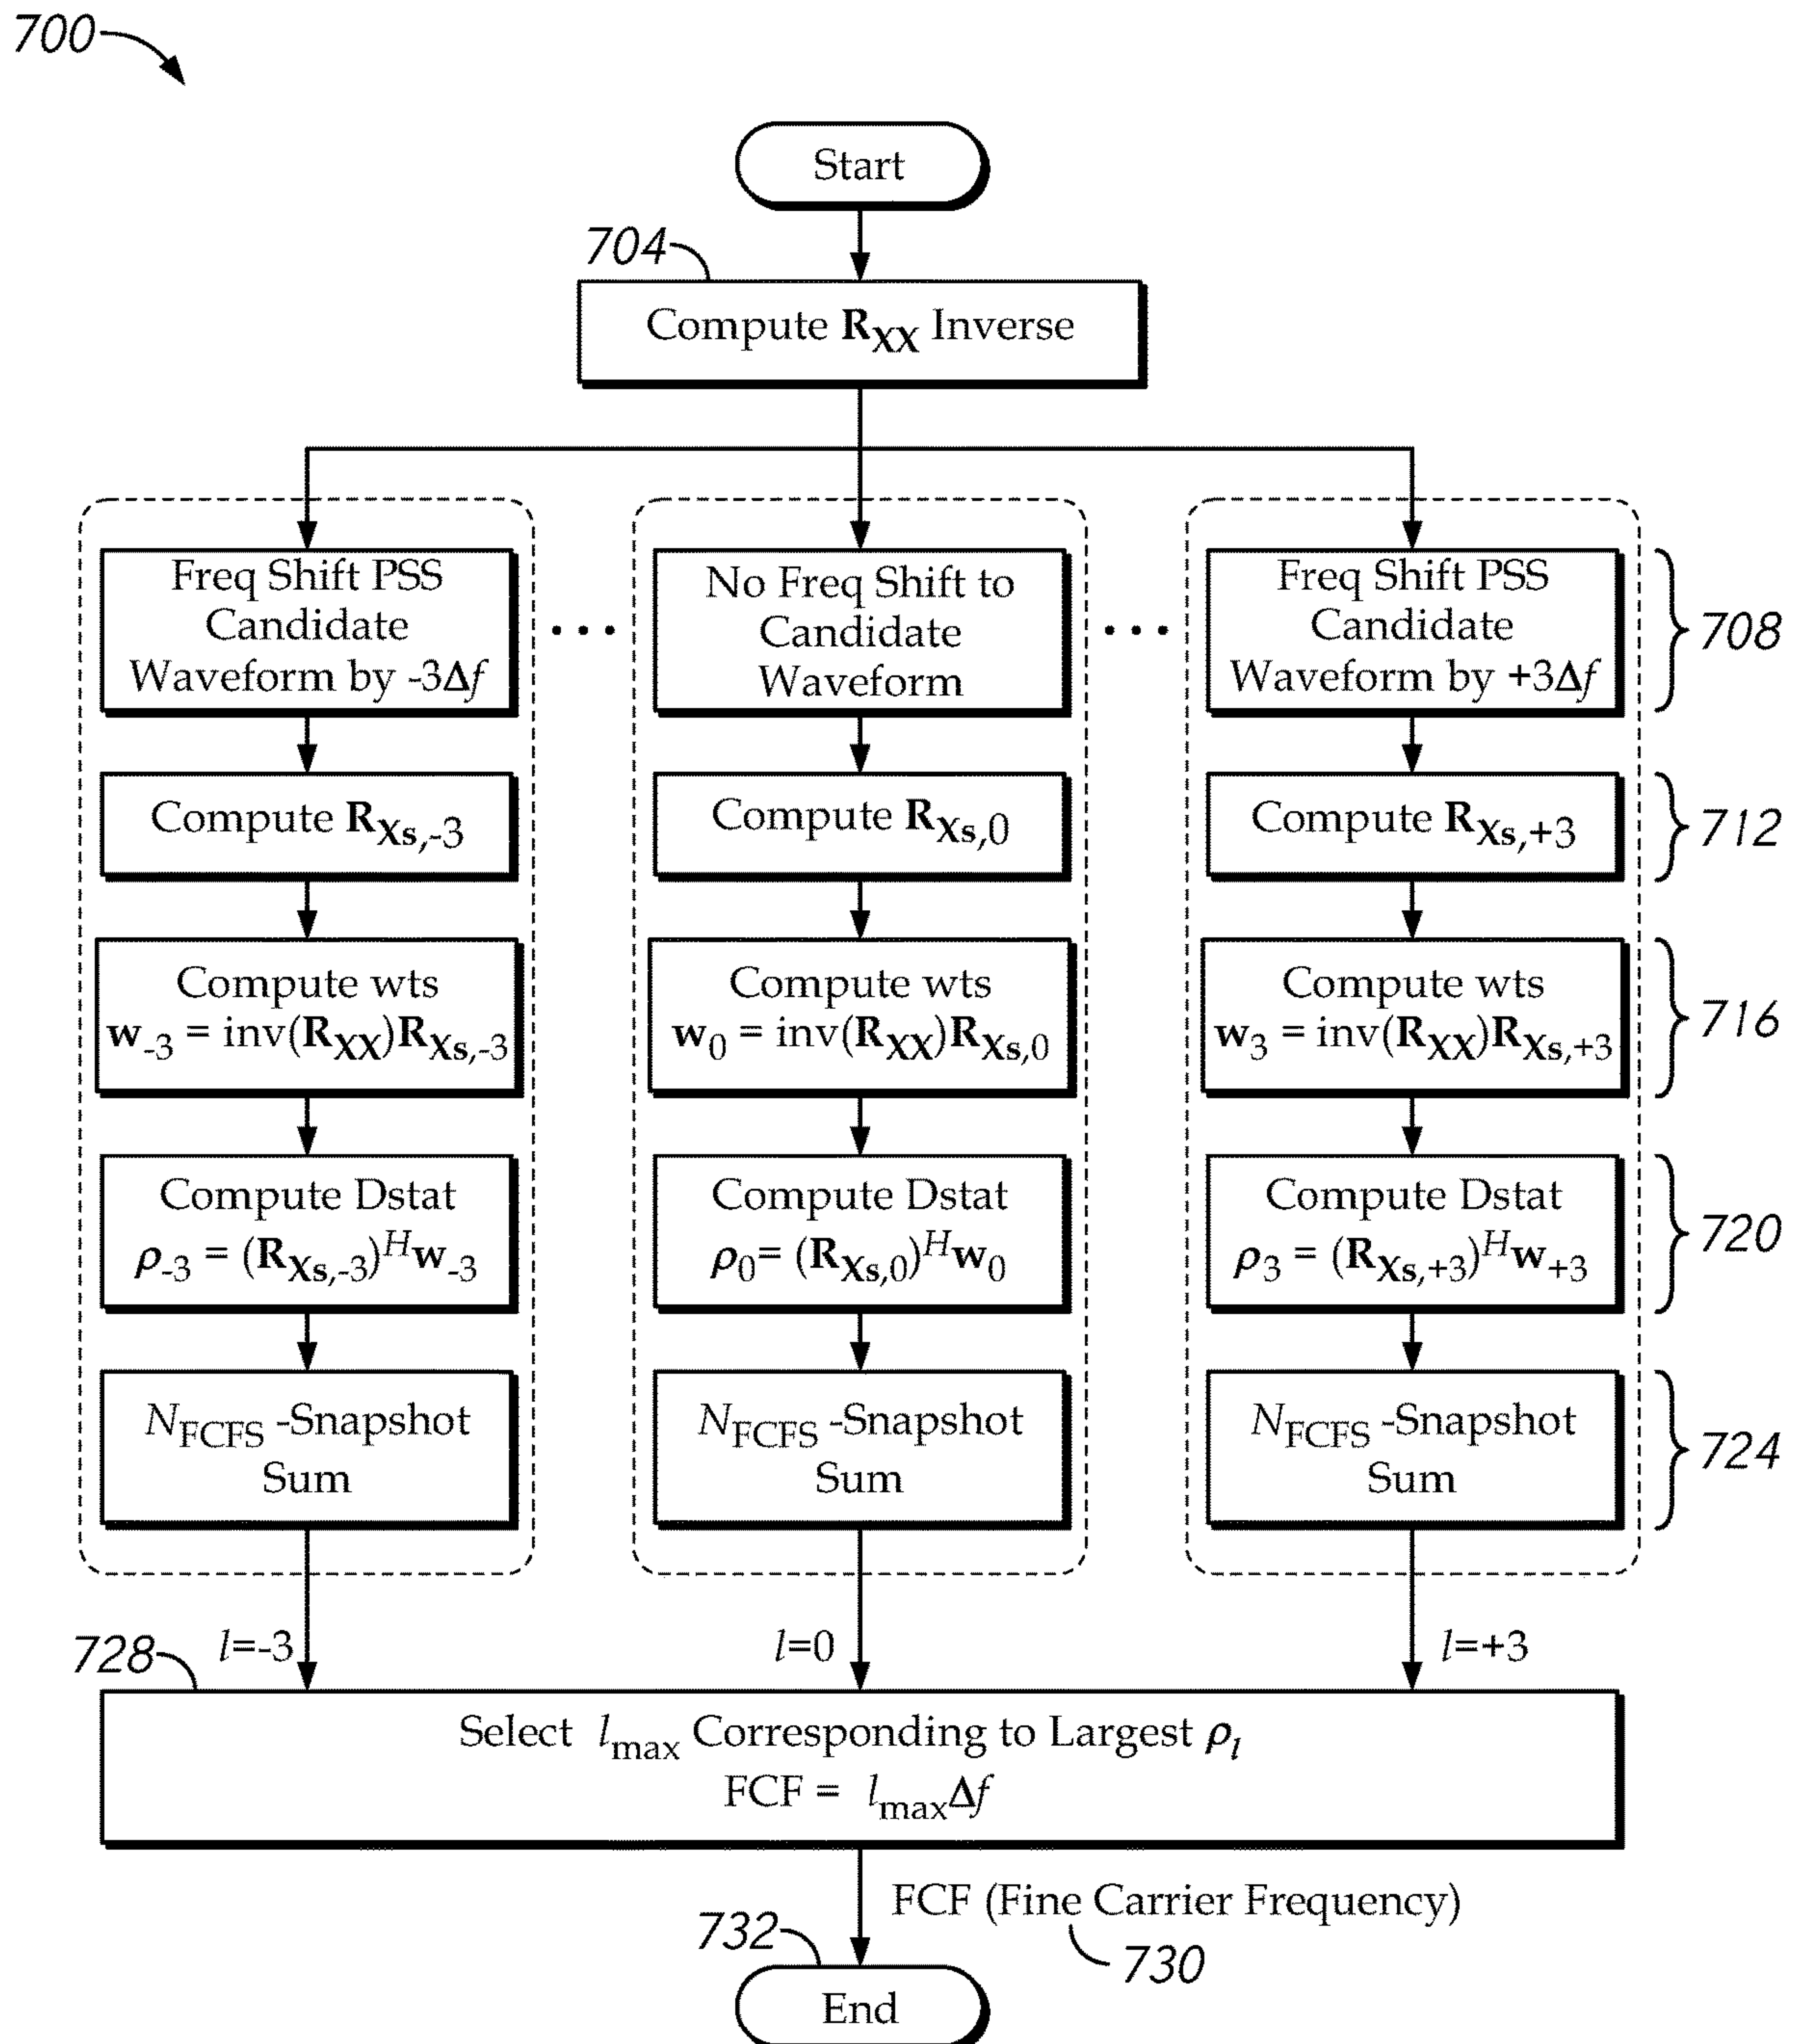 700
Start
704
Compute R_XX Inverse
Freq Shift PSS
Candidate
Waveform by -3Δf
• • •
No Freq Shift to
Candidate
Waveform
• • •
Freq Shift PSS
Candidate
Waveform by +3Δf
708
Compute R_Xs,-3
Compute R_Xs,0
Compute R_Xs,+3
712
Compute wts
w_-3 = inv(R_XX)R_Xs,-3
Compute wts
w_0 = inv(R_XX)R_Xs,0
Compute wts
w_3 = inv(R_XX)R_Xs,+3
716
Compute Dstat
ρ_-3 = (R_Xs,-3)^H w_-3
Compute Dstat
ρ_0= (R_Xs,0)^H w_0
Compute Dstat
ρ_3 = (R_Xs,+3)^H w_+3
720
N_FCFS -Snapshot
Sum
N_FCFS -Snapshot
Sum
N_FCFS -Snapshot
Sum
724
l=-3
l=0
l=+3
728
Select l_max Corresponding to Largest ρ_l
FCF = l_maxΔf
FCF (Fine Carrier Frequency)
730
732
End